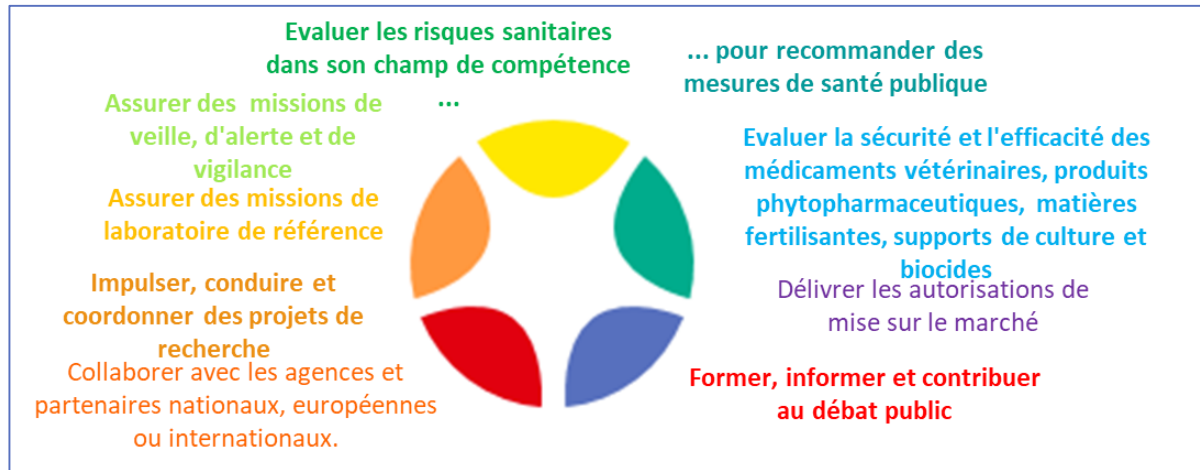 Evaluer les risques sanitaires
dans son champ de compétence
...
... pour recommander des
mesures de santé publique
Assurer des  missions de
veille, d'alerte et de
vigilance
Evaluer la sécurité et l'efficacité des
médicaments vétérinaires, produits
phytopharmaceutiques,  matières
fertilisantes, supports de culture et
biocides
Assurer des missions de
laboratoire de référence
Délivrer les autorisations de
mise sur le marché
Impulser, conduire et
coordonner des projets de
recherche
Former, informer et contribuer
au débat public
Collaborer avec les agences et
partenaires nationaux, européennes
ou internationaux.